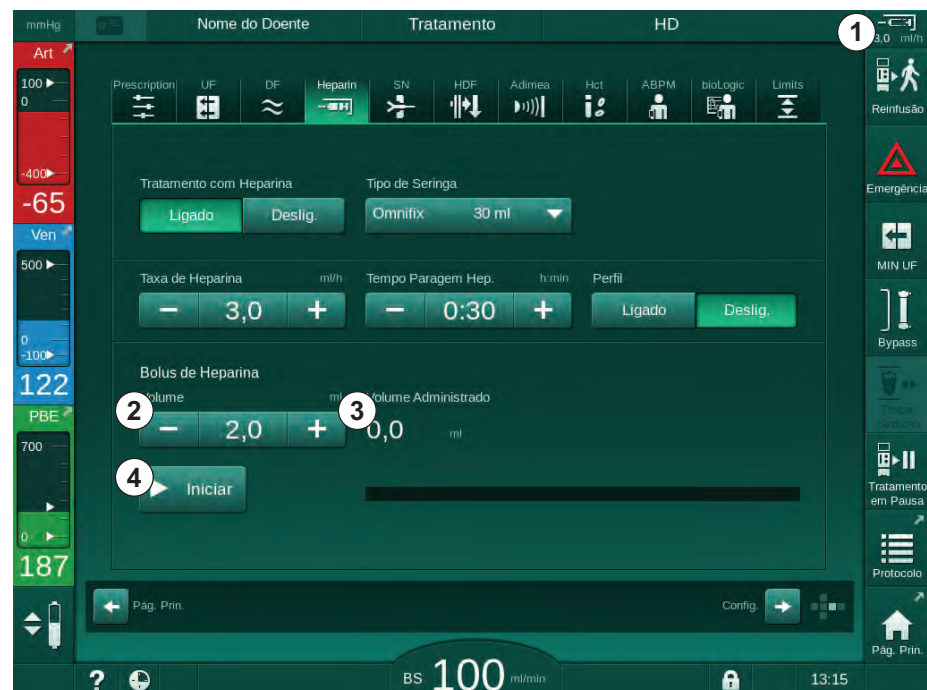 mmHg Nome do Doente Tratamento HD 1 3,0 ml/h
Art
100
0
-400
-65
Ven
500
0
-100
122
PBE
700
0
187
Prescription UF DF Heparin SN HDF Adimea Hct ABPM bioLogic Limits
Tratamento com Heparina Tipo de Seringa
Ligado Deslig. Omnifix 30 ml
Taxa de Heparina ml/h Tempo Paragem Hep. h:min Perfil
− 3,0 + − 0:30 + Ligado Deslig.
Bolus de Heparina
Volume ml Volume Administrado
2 − 2,0 + 3 0,0 ml
4 Iniciar
Pág. Prin. Config.
Reinfusão
Emergência
MIN UF
Bypass
Trocar
cartucho
Tratamento
em Pausa
Protocolo
Pág. Prin.
? BS 100 ml/min 13:15